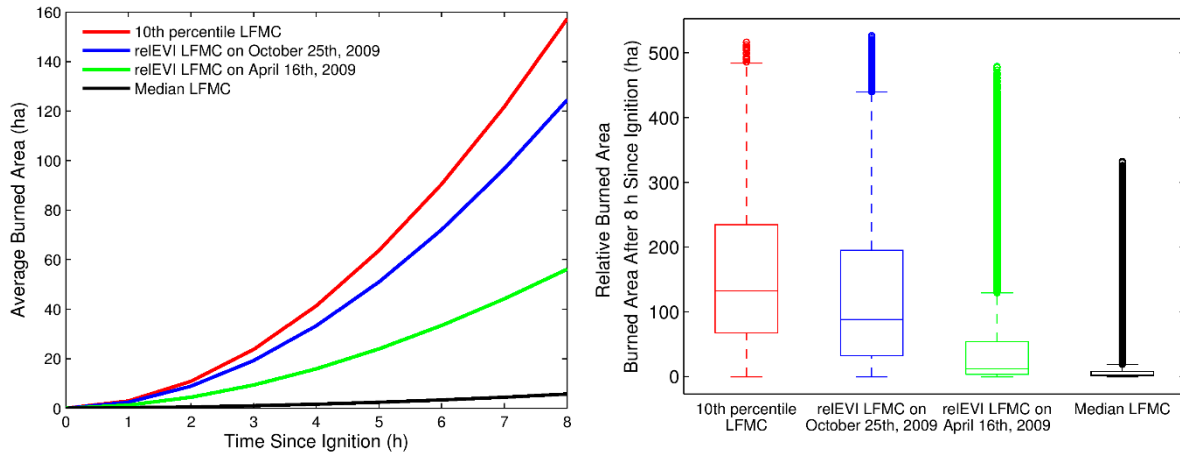 160
140
120
100
80
60
40
20
0
Average Burned Area (ha)
10th percentile LFMC
relEVI LFMC on October 25th, 2009
relEVI LFMC on April 16th, 2009
Median LFMC
0 1 2 3 4 5 6 7 8
Time Since Ignition (h)
Relative Burned Area
Burned Area After 8 h Since Ignition (ha)
500
400
300
200
100
0
10th percentile
LFMC
relEVI LFMC on
October 25th, 2009
relEVI LFMC on
April 16th, 2009
Median LFMC